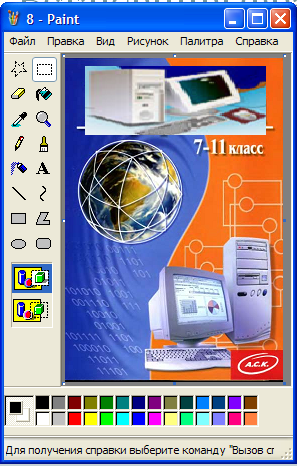 8 - Paint
Файл Правка Вид Рисунок Палитра Справка
A
7-11 класс
А.С.К.
Для получения справки выберите команду "Вызов сп